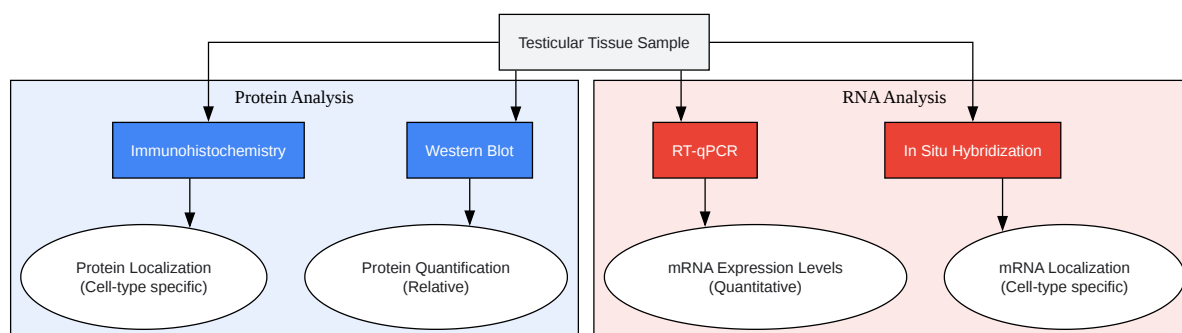 Testicular Tissue Sample
Protein Analysis
RNA Analysis
Immunohistochemistry
Western Blot
RT-qPCR
In Situ Hybridization
Protein Localization
(Cell-type specific)
Protein Quantification
(Relative)
mRNA Expression Levels
(Quantitative)
mRNA Localization
(Cell-type specific)